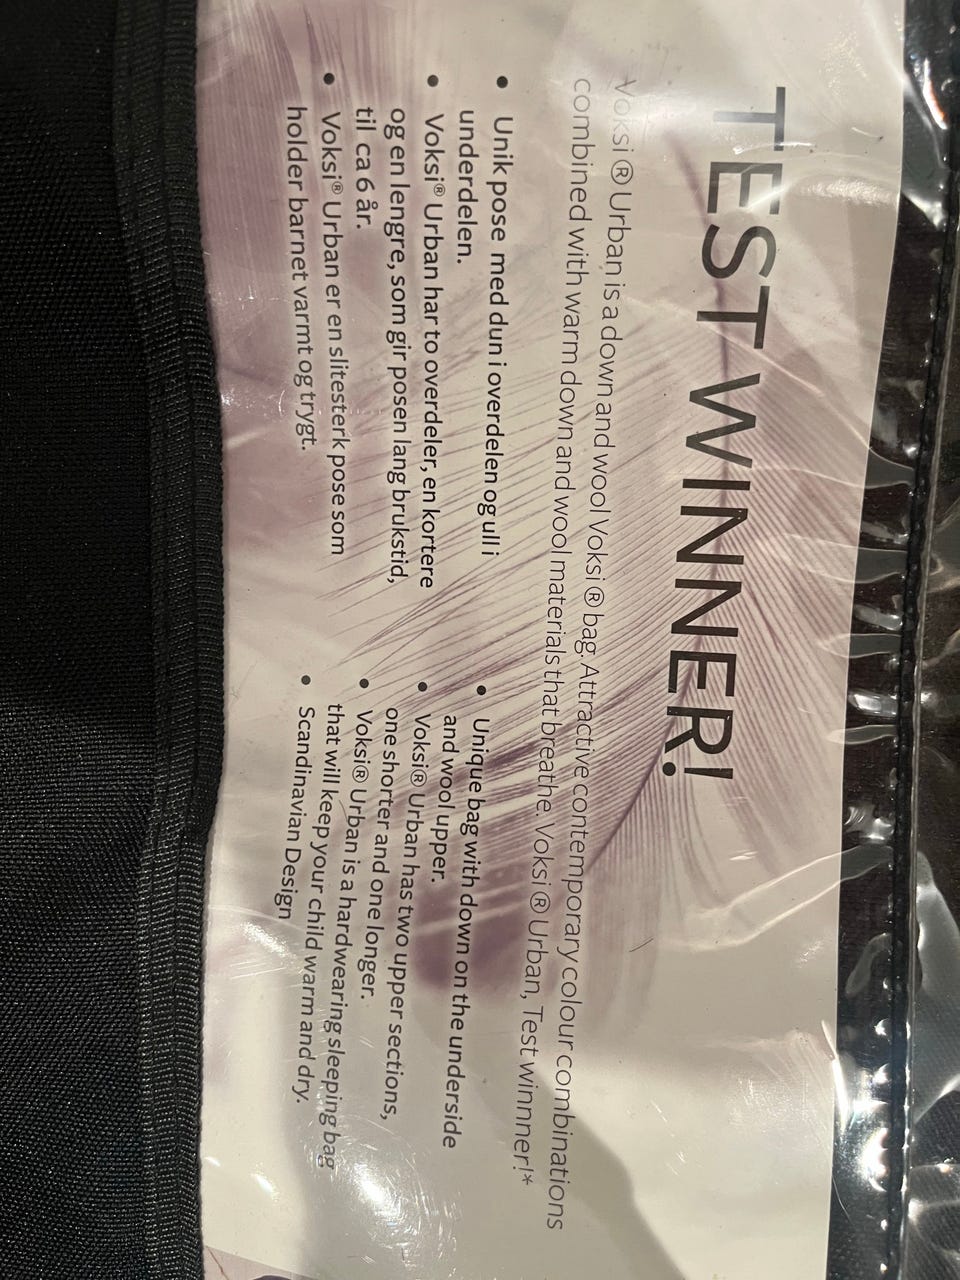 TEST WINNER!
Voksi® Urban is a down and wool Voksi® bag. Attractive contemporary colour combinations
combined with warm down and wool materials that breathe. Voksi® Urban, Test winnner!*
• Unik pose med dun i overdelen og ull i
underdelen.
• Voksi® Urban har to overdeler, en kortere
og en lengre, som gir posen lang brukstid,
til ca 6 år.
• Voksi® Urban er en slitesterk pose som
holder barnet varmt og trygt.
• Unique bag with down on the underside
and wool upper.
• Voksi® Urban has two upper sections,
one shorter and one longer.
• Voksi® Urban is a hardwearing sleeping bag
that will keep your child warm and dry.
• Scandinavian Design